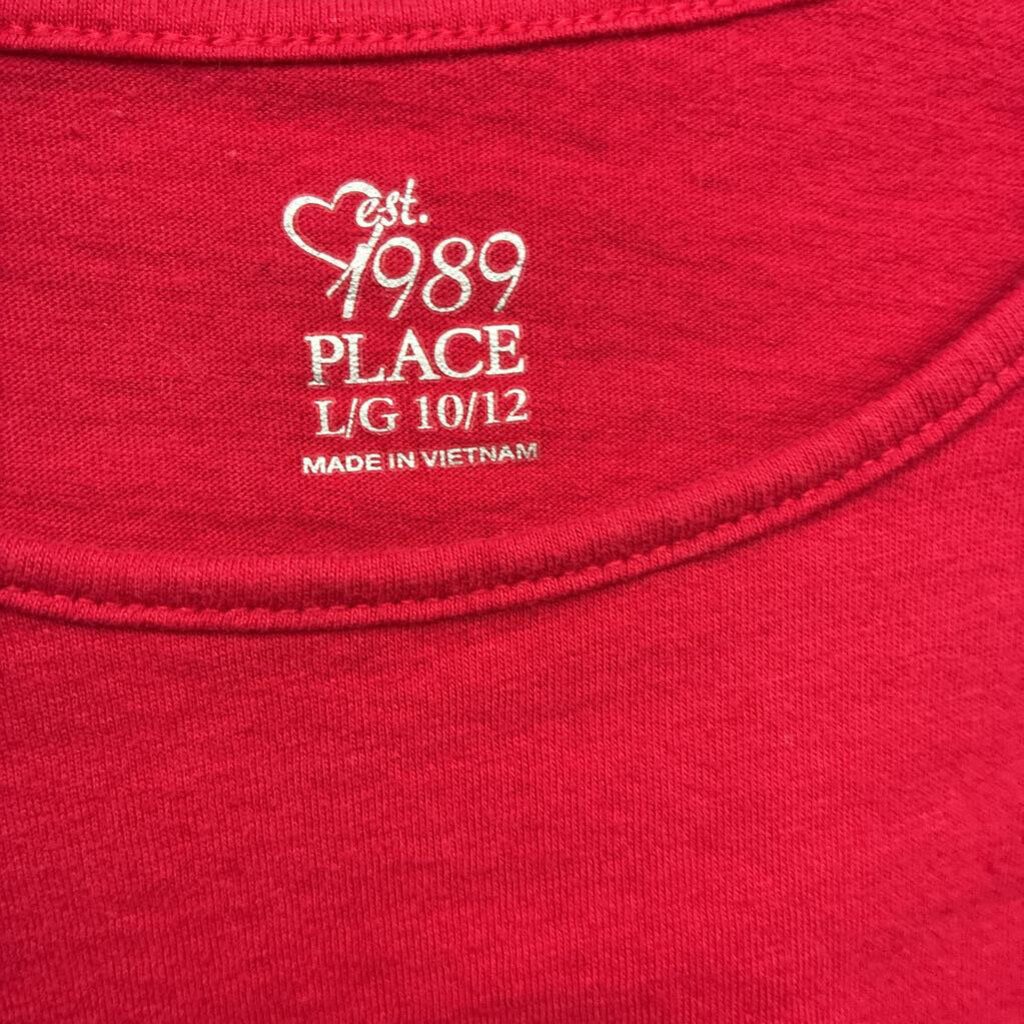 est.
1989
PLACE
L/G 10/12
MADE IN VIETNAM